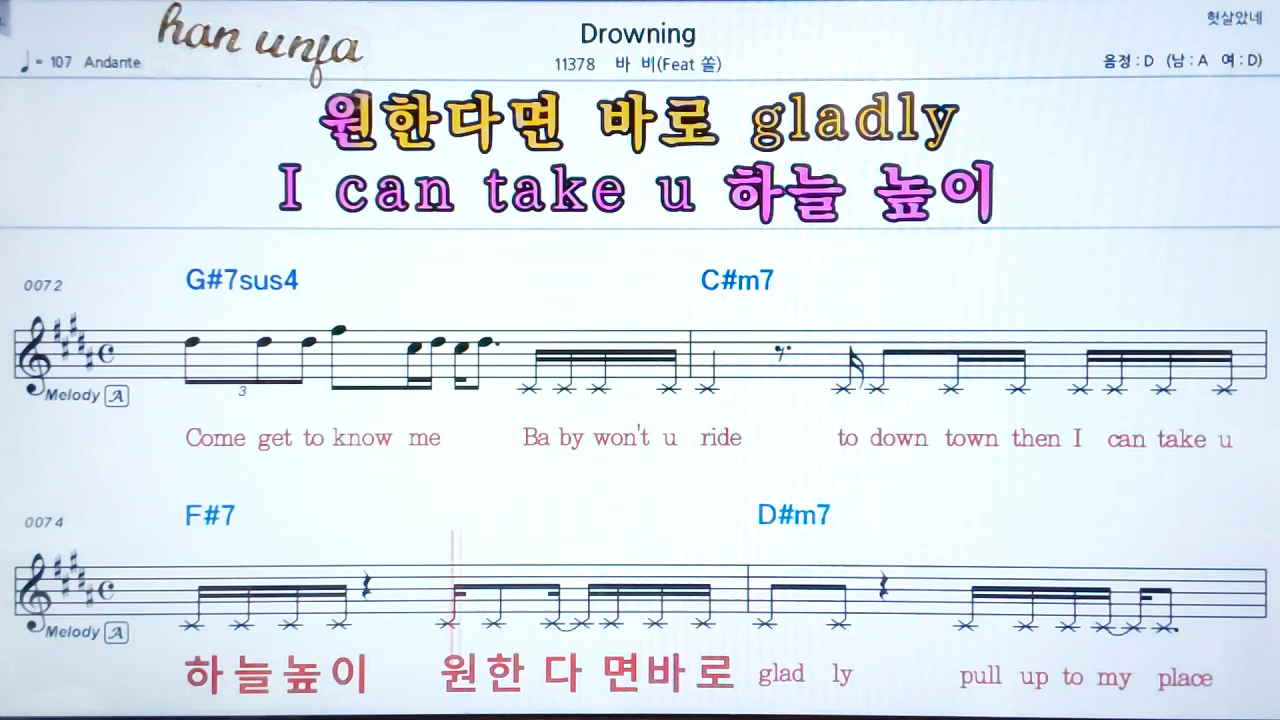 han unfa
Drowning
헛살았네
♩= 107 Andante
11378 바 비(Feat 쏠)
음정 : D (남 : A 여 : D)
원한다면 바로 gladly
I can take u 하늘 높이
0072
G#7sus4
C#m7
3
Melody A
Come get to know me Ba by won't u ride to down town then I can take u
0074
F#7
D#m7
Melody A
하 늘 높 이 원 한 다 면 바 로 glad ly pull up to my place